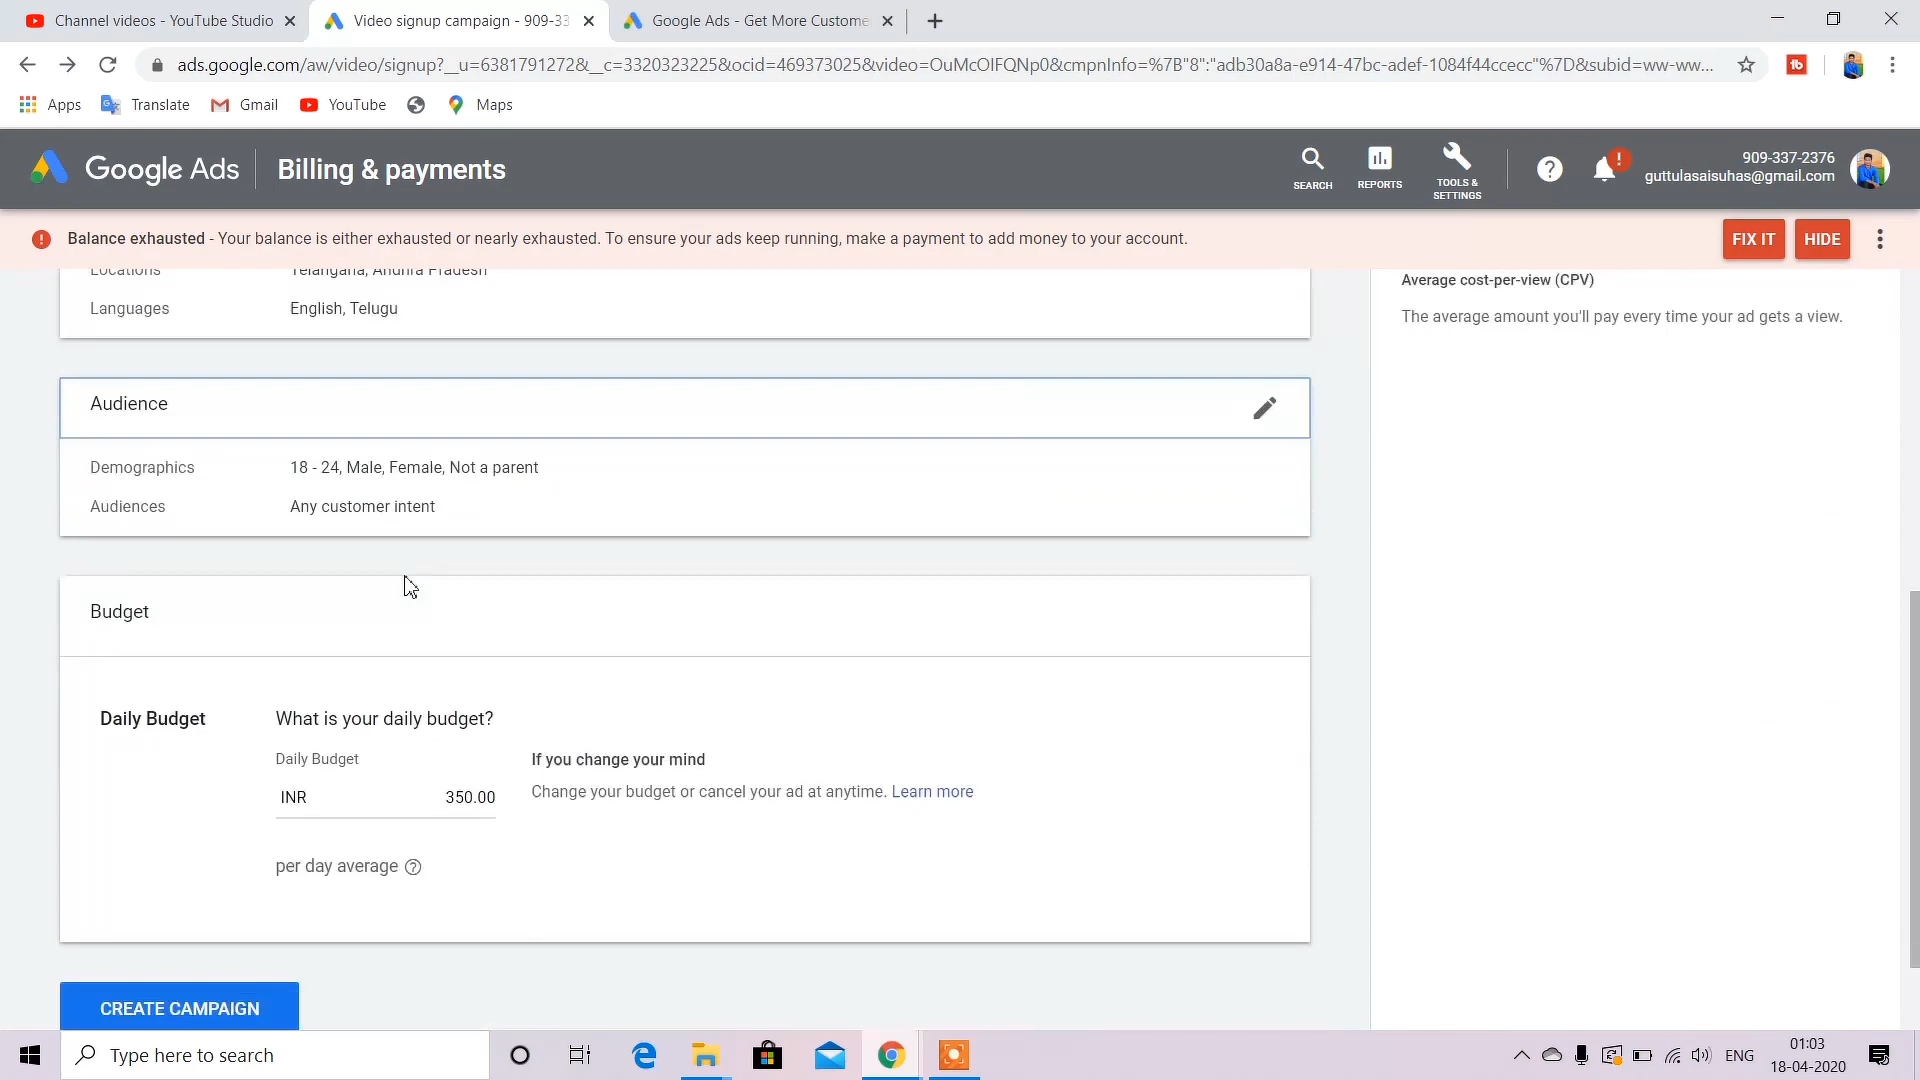 Channel videos - YouTube Studio
Video signup campaign - 909-33
Google Ads - Get More Custome
ads.google.com/aw/video/signup?__u=6381791272&__c=3320323225&ocid=469373025&video=OuMcOIFQNp0&cmpnInfo=%7B"8":"adb30a8a-e914-47bc-adef-1084f44ccecc"%7D&subid=ww-ww...
Apps
Translate
Gmail
YouTube
Maps
Google Ads
Billing & payments
SEARCH
REPORTS
TOOLS &
SETTINGS
909-337-2376
guttulasaisuhas@gmail.com
Balance exhausted - Your balance is either exhausted or nearly exhausted. To ensure your ads keep running, make a payment to add money to your account.
FIX IT
HIDE
Locations Telangana, Andhra Pradesh
Languages English, Telugu
Average cost-per-view (CPV)
The average amount you'll pay every time your ad gets a view.
Audience
Demographics 18 - 24, Male, Female, Not a parent
Audiences Any customer intent
Budget
Daily Budget What is your daily budget?
Daily Budget If you change your mind
INR 350.00 Change your budget or cancel your ad at anytime. Learn more
per day average
CREATE CAMPAIGN
Type here to search
ENG
01:03
18-04-2020